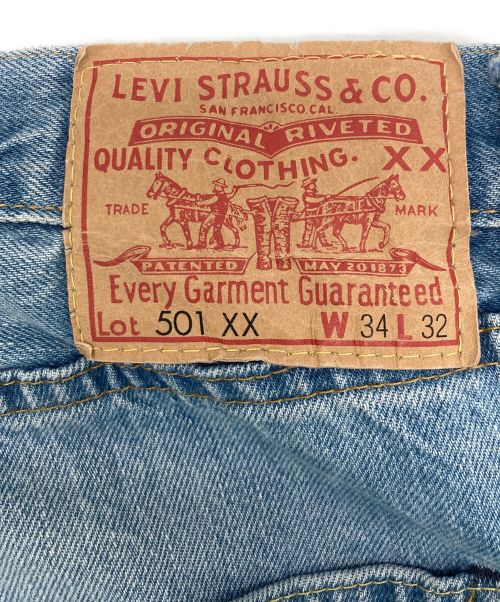 LEVI STRAUSS & CO.
SAN FRANCISCO, CAL.
ORIGINAL RIVETED
QUALITY CLOTHING. XX
TRADE MARK
PATENTED MAY 20 1873
Every Garment Guaranteed
Lot 501 XX W 34 L 32